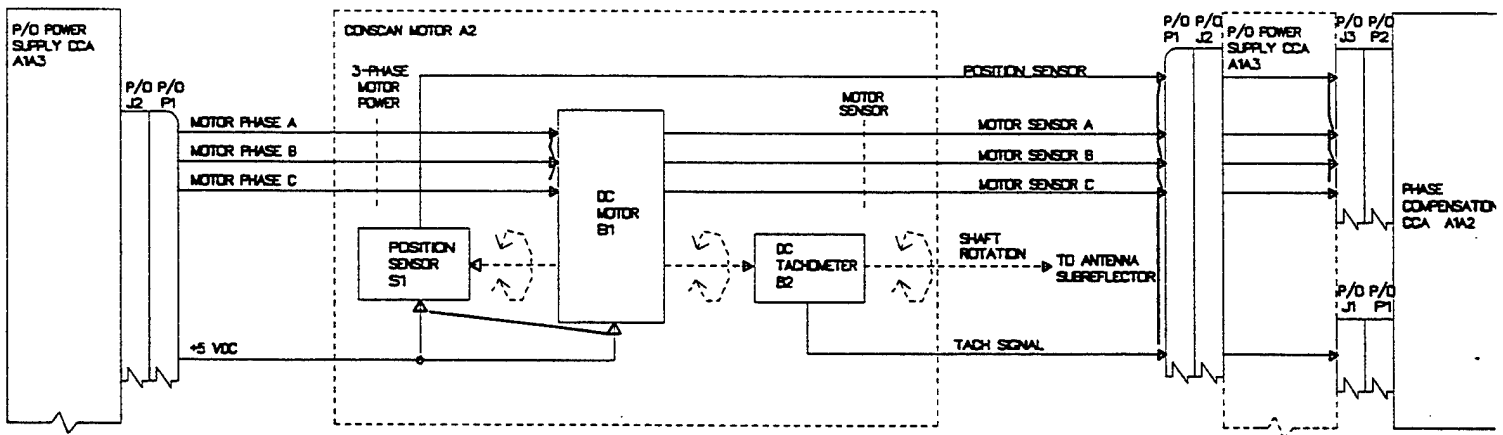 P/O POWER
SUPPLY CCA
A1A3
P/O P/O
J2 P1
MOTOR PHASE A
MOTOR PHASE B
MOTOR PHASE C
+5 VDC
CONSCAN MOTOR A2
3-PHASE
MOTOR
POWER
POSITION
SENSOR
S1
DC
MOTOR
B1
DC
TACHOMETER
B2
MOTOR
SENSOR
POSITION SENSOR
MOTOR SENSOR A
MOTOR SENSOR B
MOTOR SENSOR C
SHAFT
ROTATION
TO ANTENNA
SUBREFLECTOR
TACH SIGNAL
P/O P/O
P1 J2
P/O POWER
SUPPLY CCA
A1A3
P/O P/O
J3 P2
P/O P/O
J1 P1
PHASE
COMPENSATION
CCA A1A2